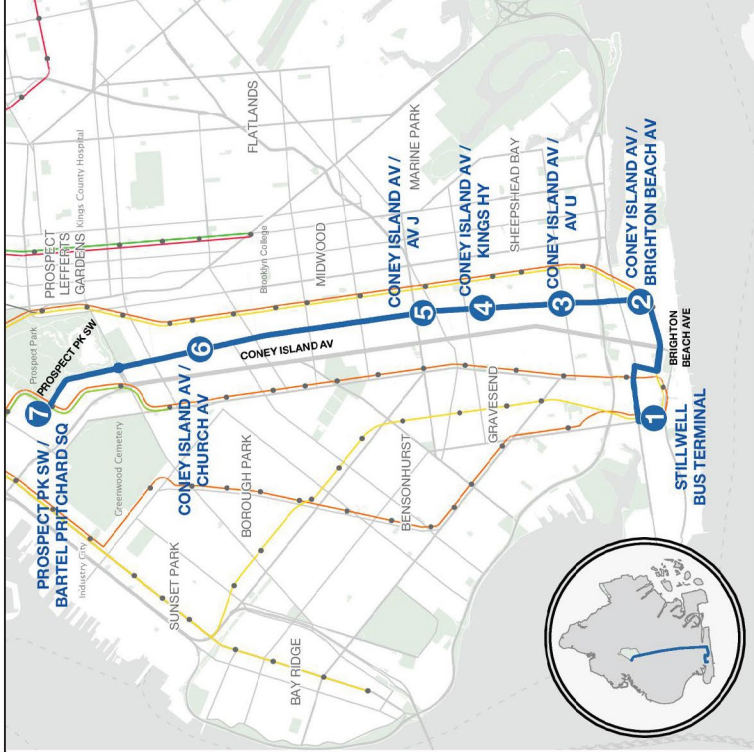 PROSPECT PK SW /
BARTEL PRITCHARD SQ
7
PROSPECT PK SW
Prospect Park
PROSPECT
LEFFERTS
GARDENS
Kings County Hospital
Greenwood Cemetery
Industry City
CONEY ISLAND AV /
CHURCH AV
6
CONEY ISLAND AV
FLATLANDS
Brooklyn College
MIDWOOD
SUNSET PARK
BOROUGH PARK
BAY RIDGE
BENSONHURST
GRAVESEND
CONEY ISLAND AV /
AV J
5
MARINE PARK
CONEY ISLAND AV /
KINGS HY
4
SHEEPSHEAD BAY
CONEY ISLAND AV /
AV U
3
CONEY ISLAND AV /
BRIGHTON BEACH AV
2
BRIGHTON
BEACH AVE
1
STILLWELL
BUS TERMINAL